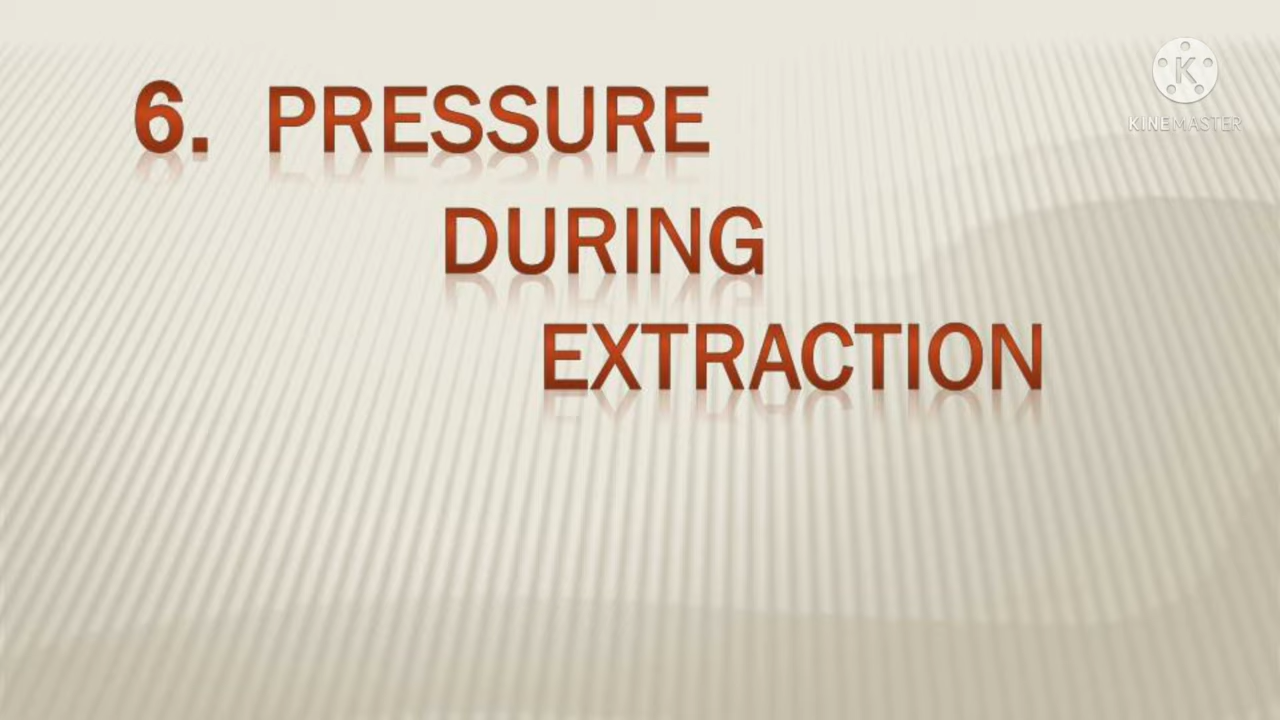 6. PRESSURE
DURING
EXTRACTION
K
KINEMASTER